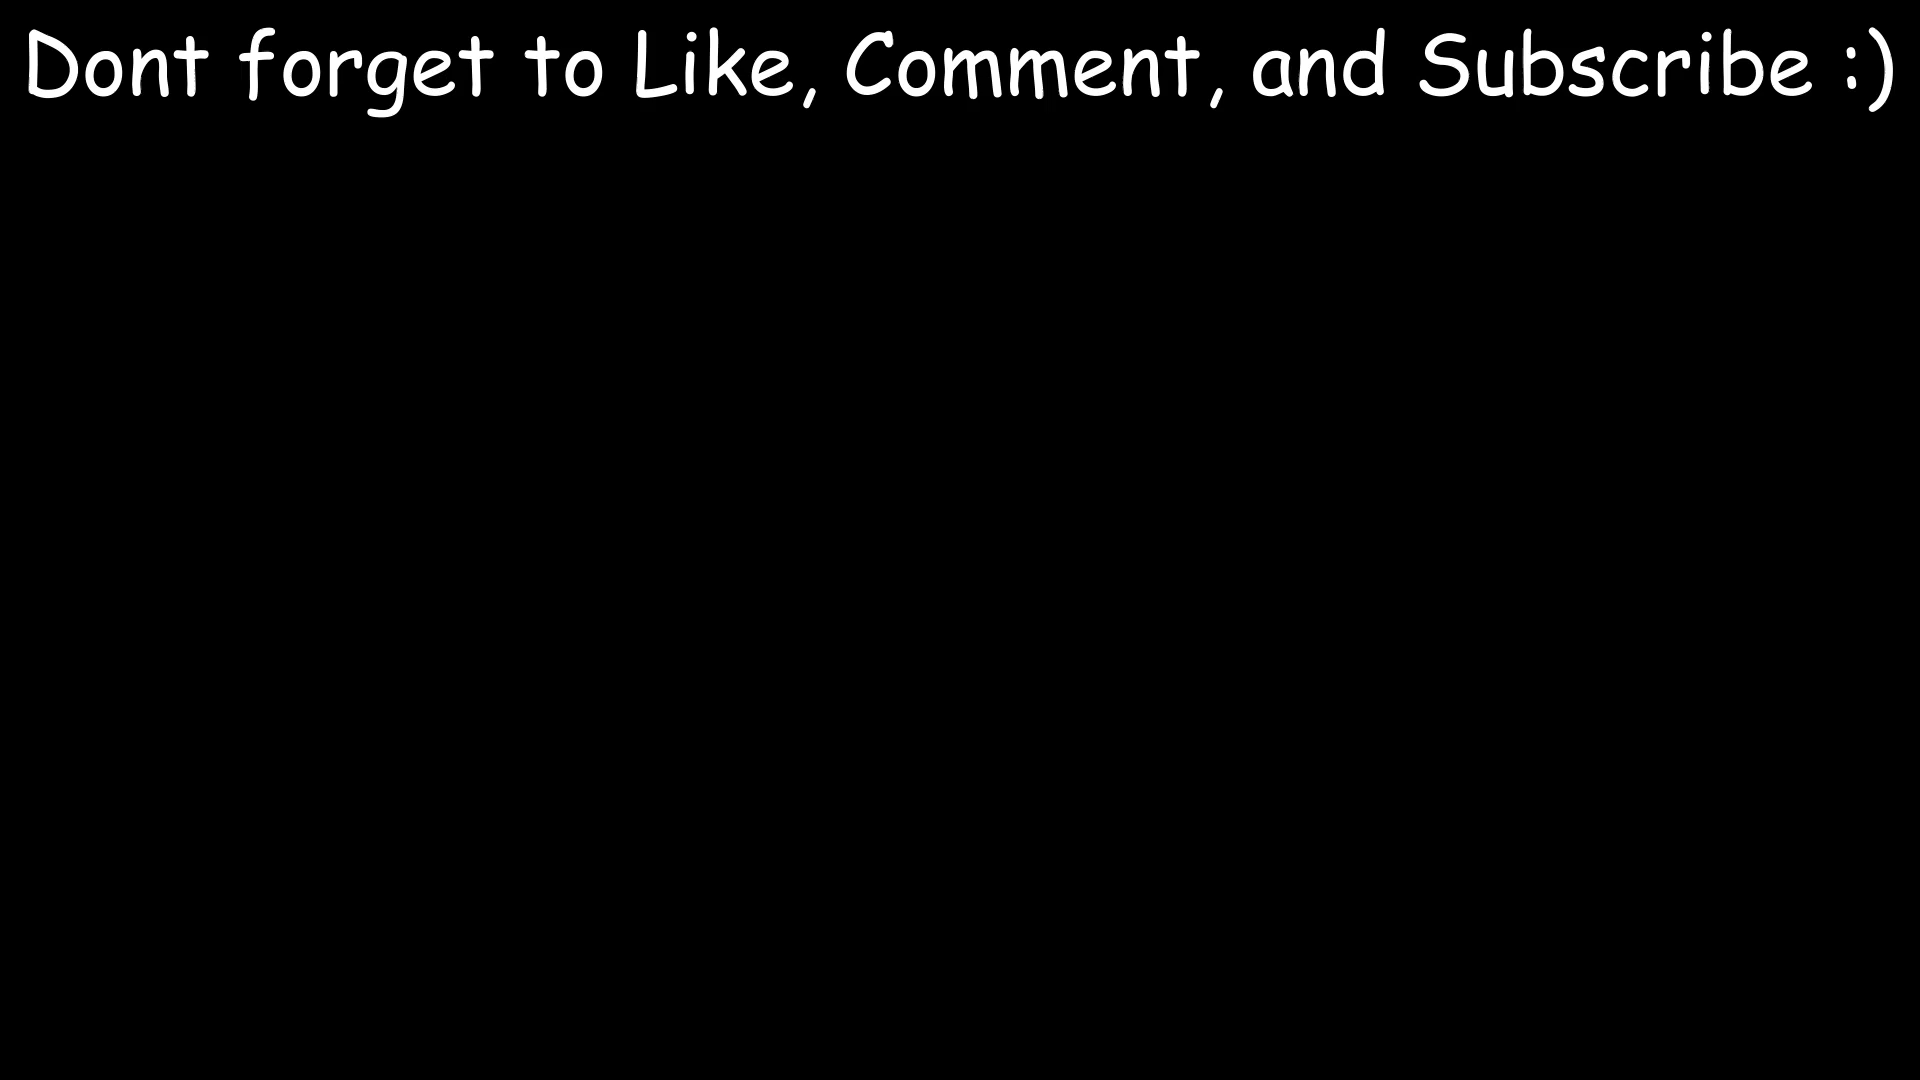 Dont forget to Like, Comment, and Subscribe :)